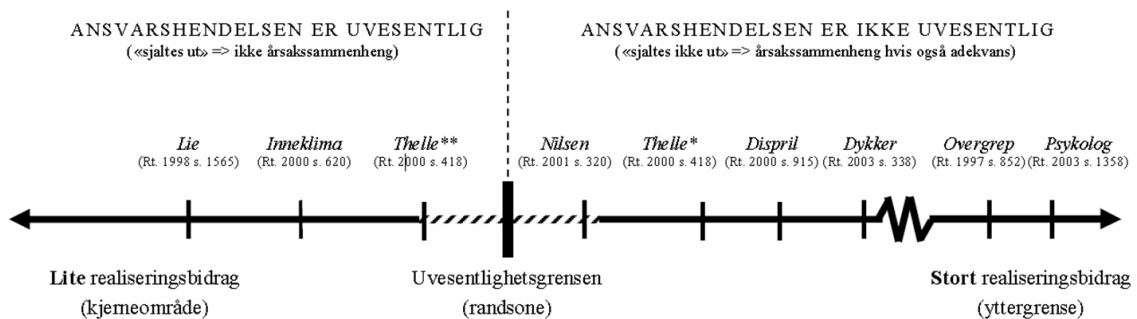 ANSVARSHENDELSEN ER UVESENTLIG
(«sjaltes ut» => ikke årsakssammenheng)
ANSVARSHENDELSEN ER IKKE UVESENTLIG
(«sjaltes ikke ut» => årsakssammenheng hvis også adekvans)
Lie
(Rt. 1998 s. 1565)
Inneklima
(Rt. 2000 s. 620)
Thelle**
(Rt. 2000 s. 418)
Nilsen
(Rt. 2001 s. 320)
Thelle*
(Rt. 2000 s. 418)
Dispril
(Rt. 2000 s. 915)
Dykker
(Rt. 2003 s. 338)
Overgrep
(Rt. 1997 s. 852)
Psykolog
(Rt. 2003 s. 1358)
Lite realiseringsbidrag
(kjerneområde)
Uvesentlighetsgrensen
(randsone)
Stort realiseringsbidrag
(yttergrense)